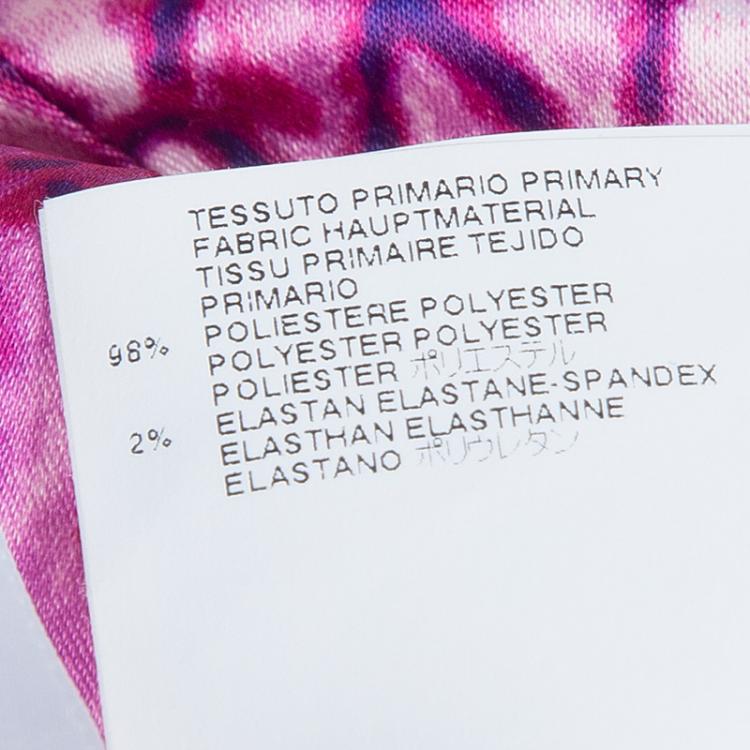 TESSUTO PRIMARIO PRIMARY
FABRIC HAUPTMATERIAL
TISSU PRIMAIRE TEJIDO
PRIMARIO
98% POLIESTERE POLYESTER
POLYESTER POLYESTER
POLIESTER ポリエステル
2% ELASTAN ELASTANE-SPANDEX
ELASTHAN ELASTHANNE
ELASTANO ポリウレタン